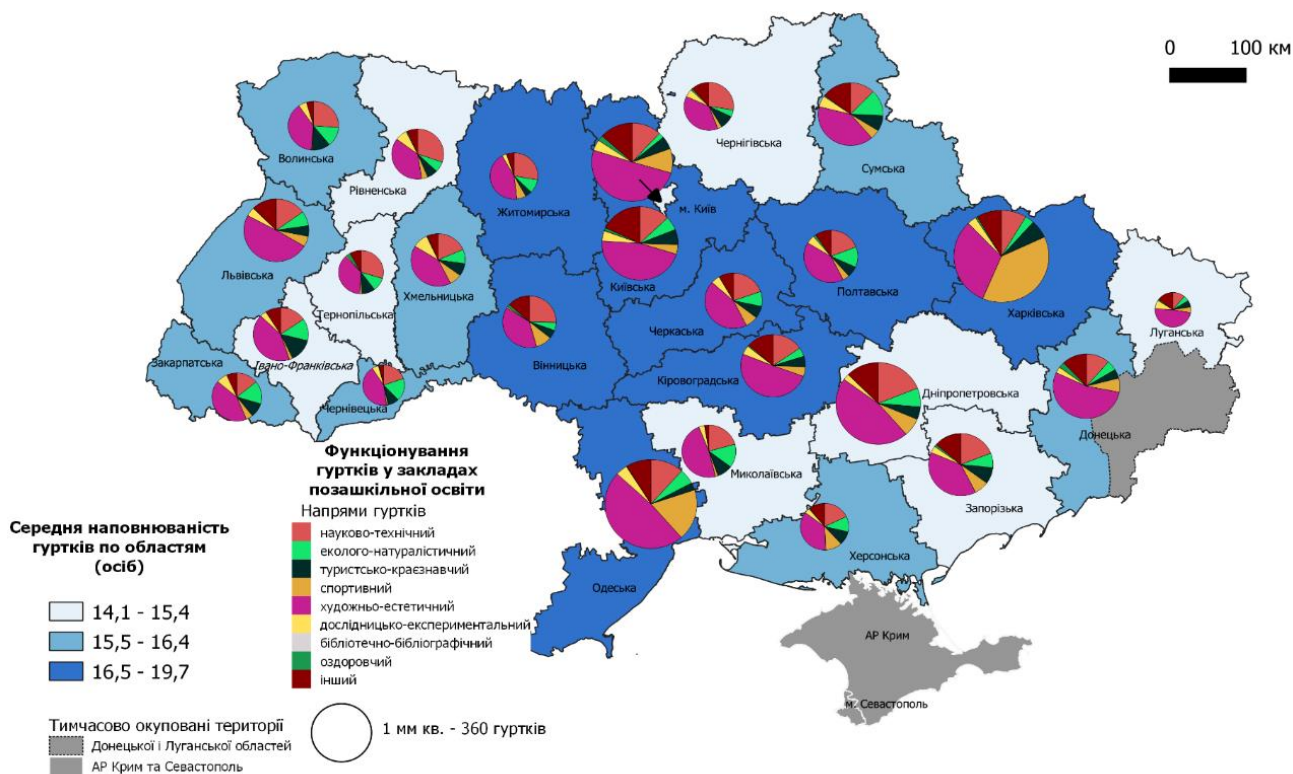 0 100 км
Волинська
Рівненська
Житомирська
Чернігівська
Сумська
м. Київ
Київська
Львівська
Тернопільська
Хмельницька
Вінницька
Черкаська
Полтавська
Харківська
Луганська
Закарпатська
Івано-Франківська
Чернівецька
Кіровоградська
Дніпропетровська
Донецька
Миколаївська
Запорізька
Херсонська
Одеська
АР Крим
м. Севастополь
Функціонування
гуртків у закладах
позашкільної освіти
Напрями гуртків
науково-технічний
еколого-натуралістичний
туристсько-краєзнавчий
спортивний
художньо-естетичний
дослідницько-експериментальний
бібліотечно-бібліографічний
оздоровчий
інший
Середня наповнюваність
гуртків по областям
(осіб)
14,1 - 15,4
15,5 - 16,4
16,5 - 19,7
Тимчасово окуповані території
Донецької і Луганської областей
АР Крим та Севастополь
1 мм кв. - 360 гуртків